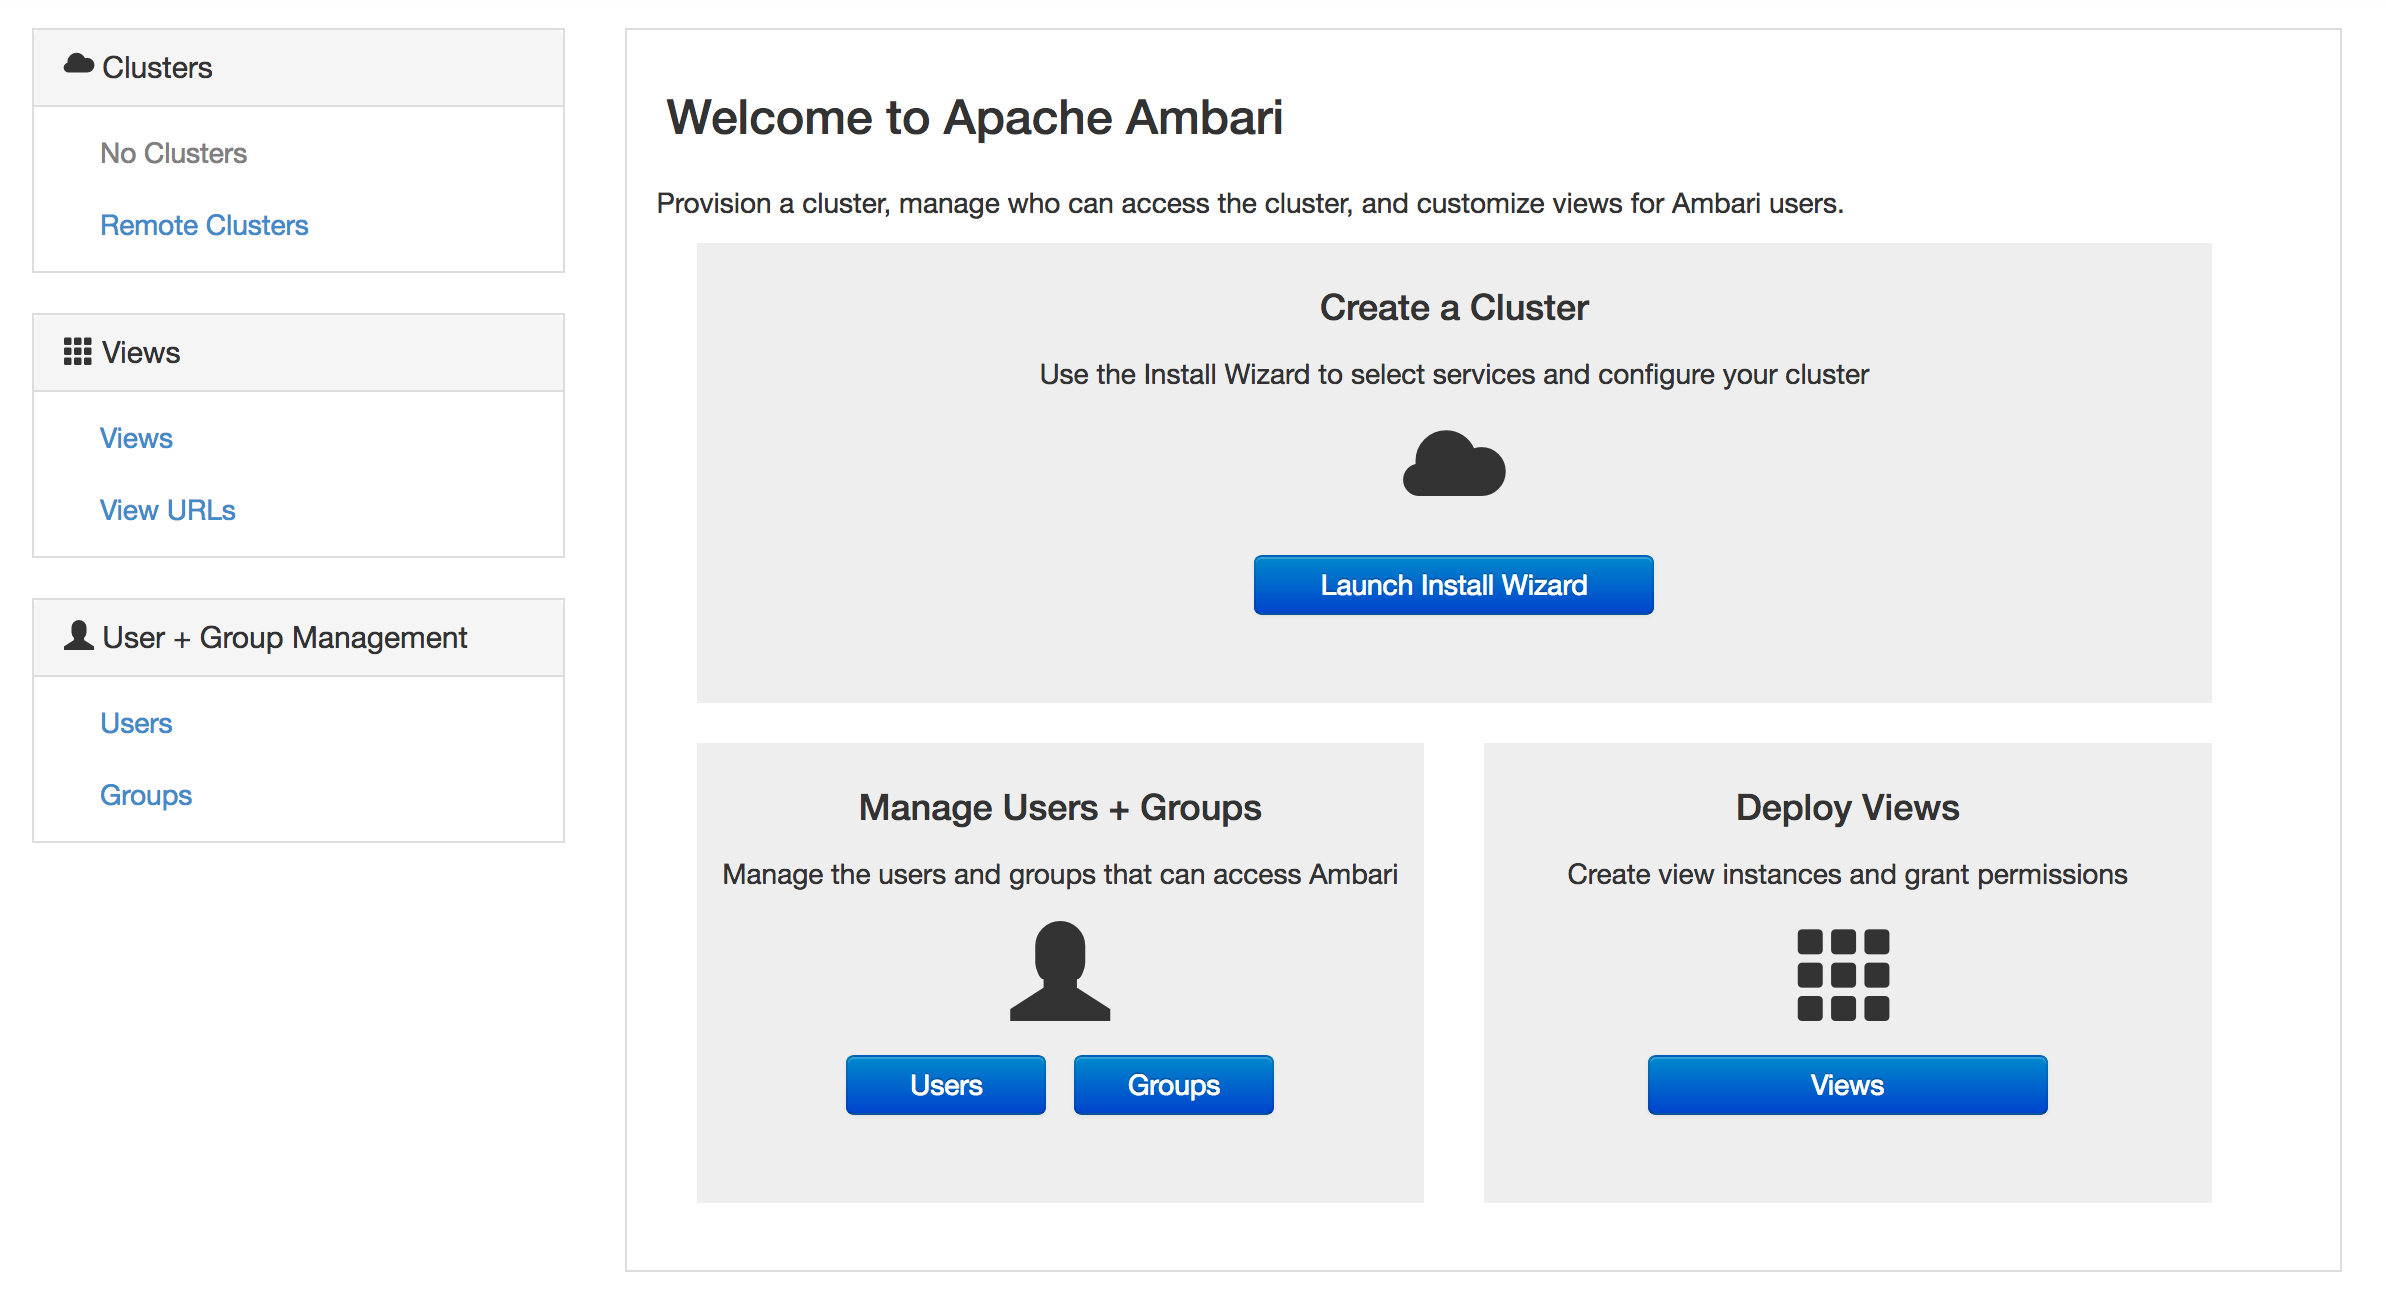 Clusters
No Clusters
Remote Clusters
Views
Views
View URLs
User + Group Management
Users
Groups
Welcome to Apache Ambari
Provision a cluster, manage who can access the cluster, and customize views for Ambari users.
Create a Cluster
Use the Install Wizard to select services and configure your cluster
Launch Install Wizard
Manage Users + Groups
Manage the users and groups that can access Ambari
Users
Groups
Deploy Views
Create view instances and grant permissions
Views